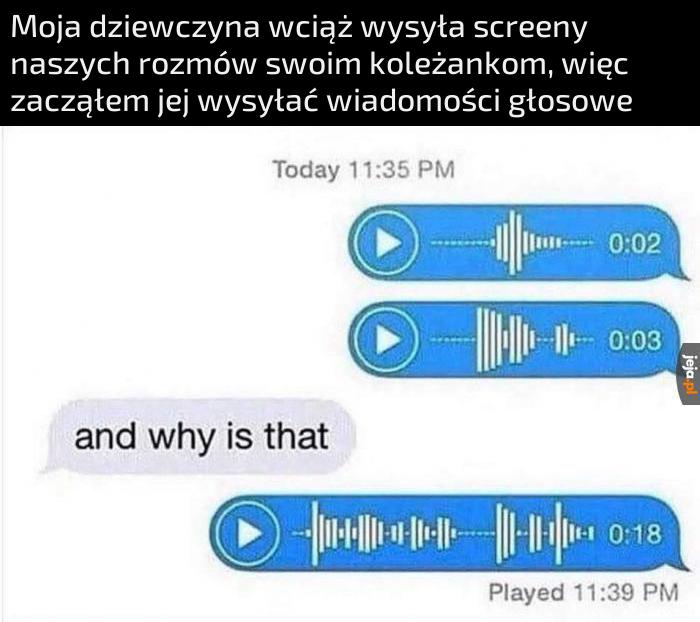 Moja dziewczyna wciąż wysyła screeny
naszych rozmów swoim koleżankom, więc
zacząłem jej wysyłać wiadomości głosowe
Today 11:35 PM
0:02
0:03
jeja.pl
and why is that
0:18
Played 11:39 PM